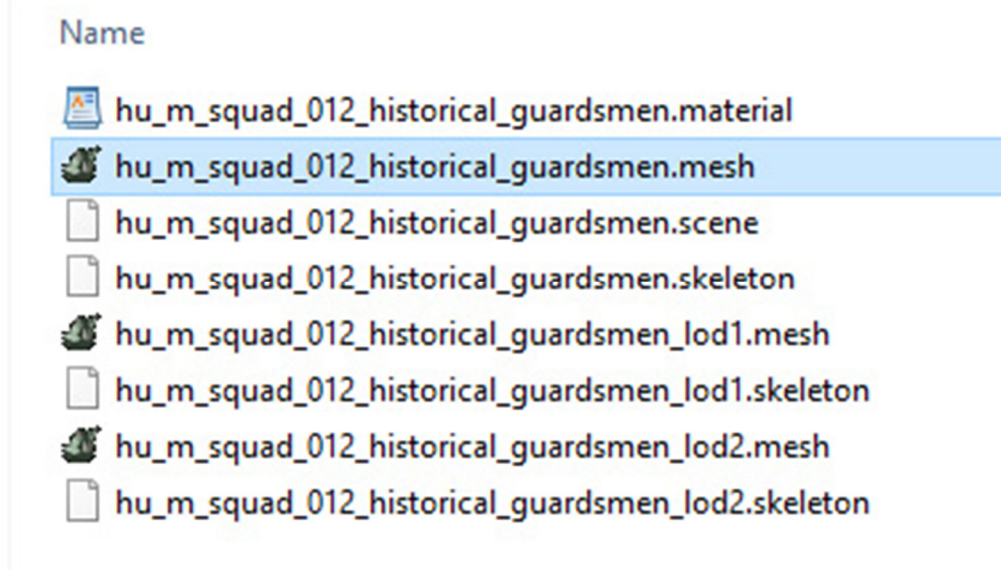 Name
hu_m_squad_012_historical_guardsmen.material
hu_m_squad_012_historical_guardsmen.mesh
hu_m_squad_012_historical_guardsmen.scene
hu_m_squad_012_historical_guardsmen.skeleton
hu_m_squad_012_historical_guardsmen_lod1.mesh
hu_m_squad_012_historical_guardsmen_lod1.skeleton
hu_m_squad_012_historical_guardsmen_lod2.mesh
hu_m_squad_012_historical_guardsmen_lod2.skeleton